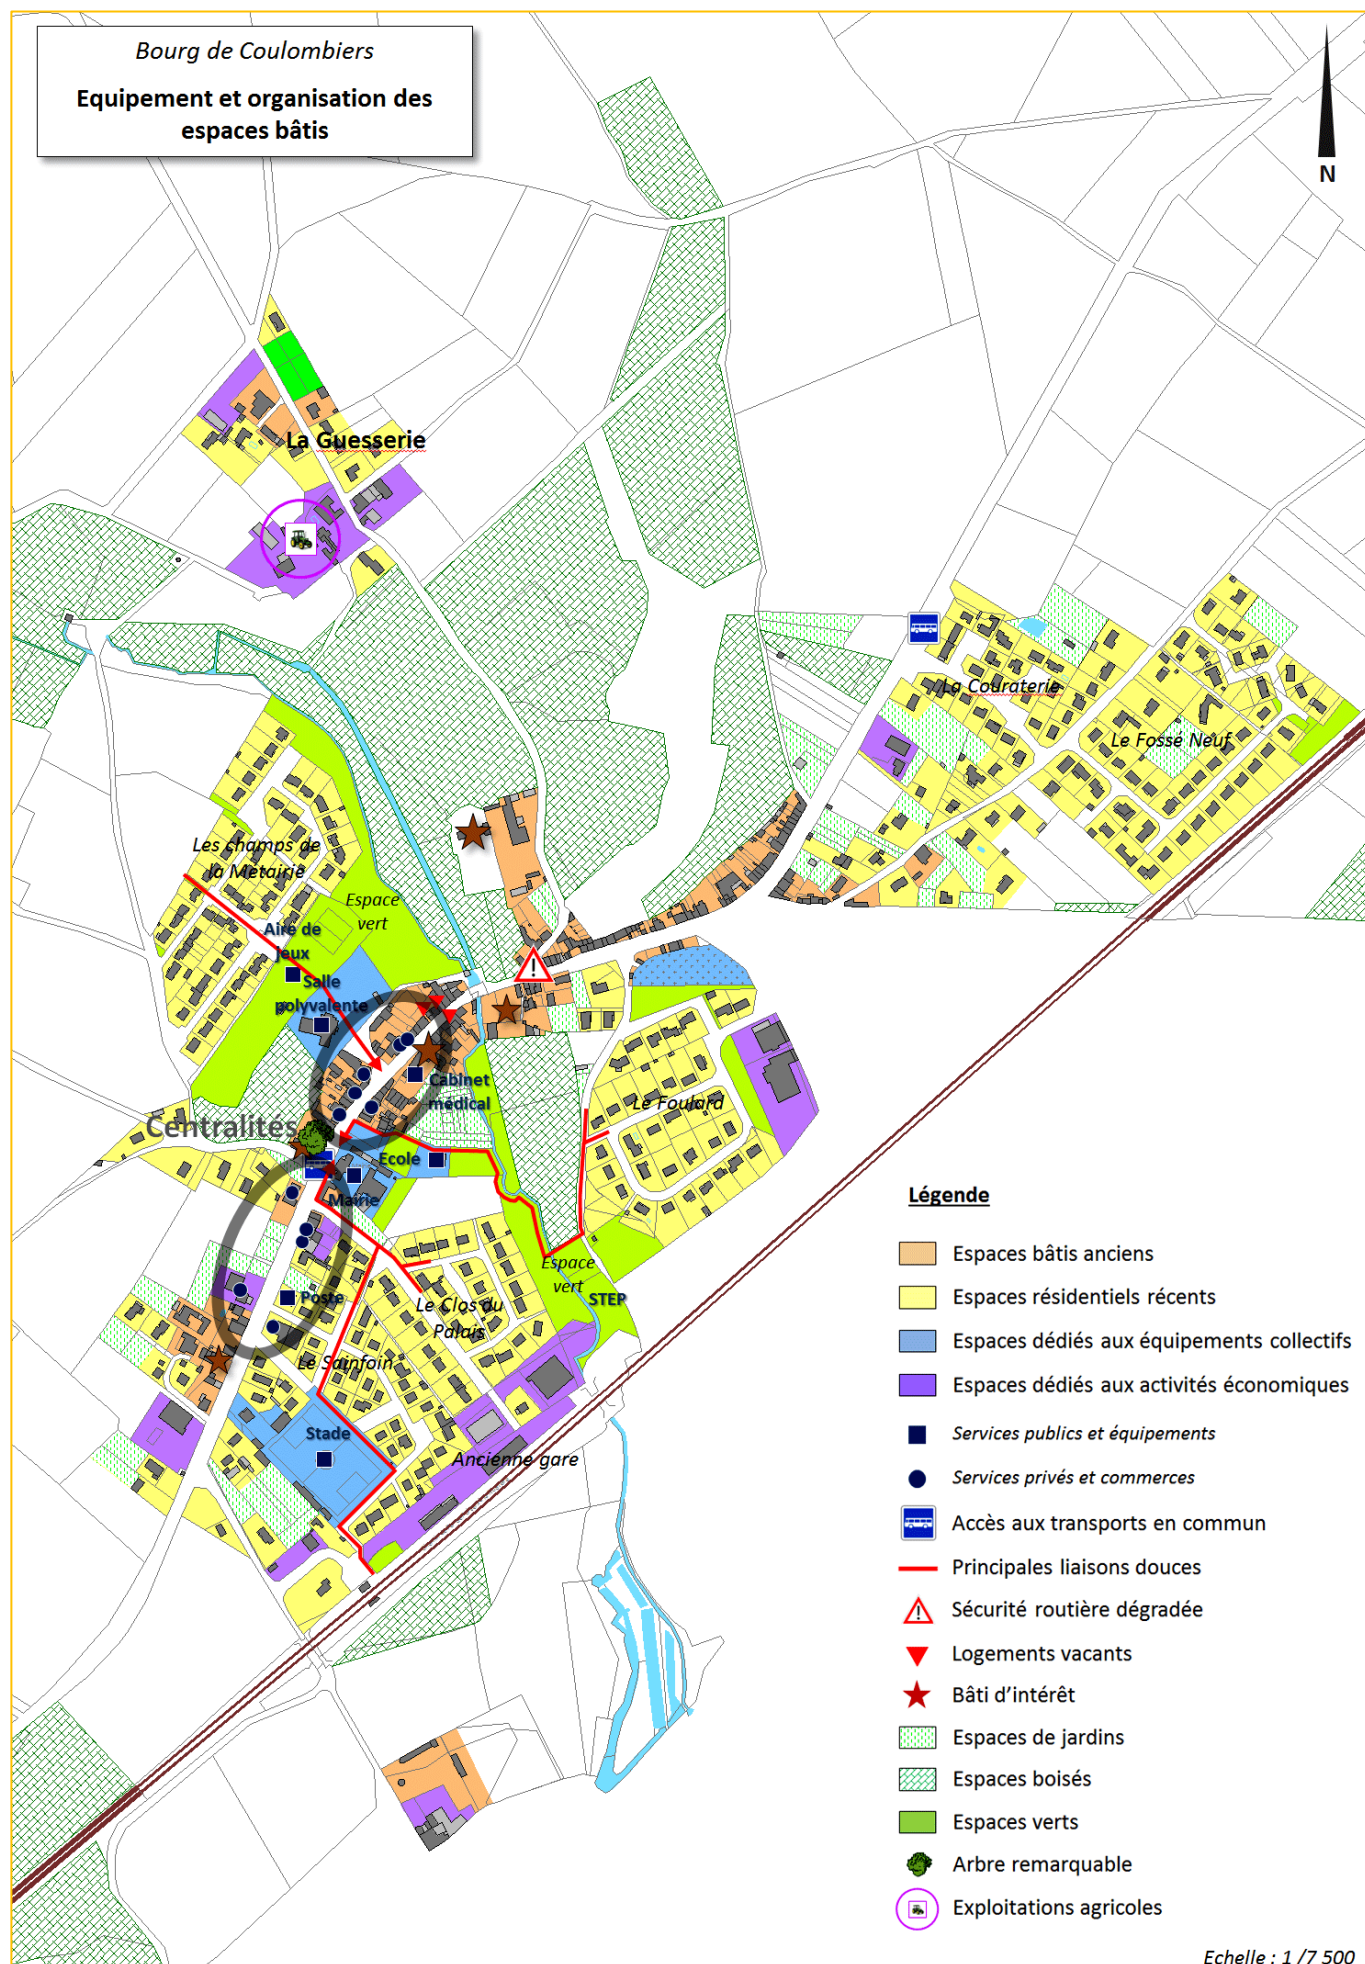 Bourg de Coulombiers
Equipement et organisation des
espaces bâtis
N
La Guesserie
La Couraterie
Le Fossé Neuf
Les champs de
la Métairie
Espace
vert
Aire de
jeux
Salle
polyvalente
Cabinet
médical
Le Foulard
Centralités
Ecole
Mairie
Espace
vert
STEP
Poste
Le Clos du
Palais
Le Sainfoin
Stade
Ancienne gare
Légende
Espaces bâtis anciens
Espaces résidentiels récents
Espaces dédiés aux équipements collectifs
Espaces dédiés aux activités économiques
Services publics et équipements
Services privés et commerces
Accès aux transports en commun
Principales liaisons douces
Sécurité routière dégradée
Logements vacants
Bâti d’intérêt
Espaces de jardins
Espaces boisés
Espaces verts
Arbre remarquable
Exploitations agricoles
Echelle : 1 /7 500